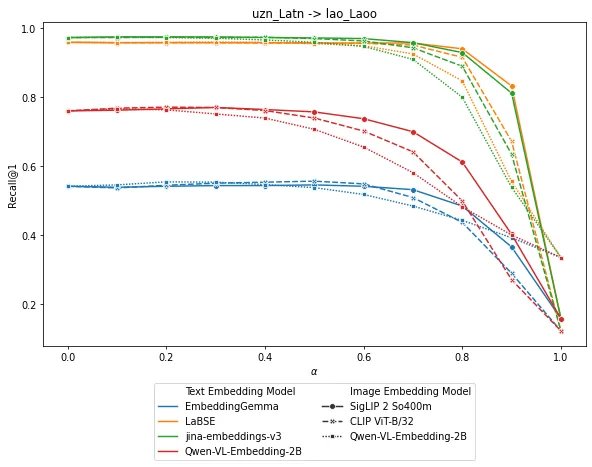 uzn_Latn -> lao_Laoo
1.0
0.8
0.6
0.4
0.2
Recall@1
0.0 0.2 0.4 0.6 0.8 1.0
α
Text Embedding Model Image Embedding Model
EmbeddingGemma SigLIP 2 So400m
LaBSE CLIP ViT-B/32
jina-embeddings-v3 Qwen-VL-Embedding-2B
Qwen-VL-Embedding-2B